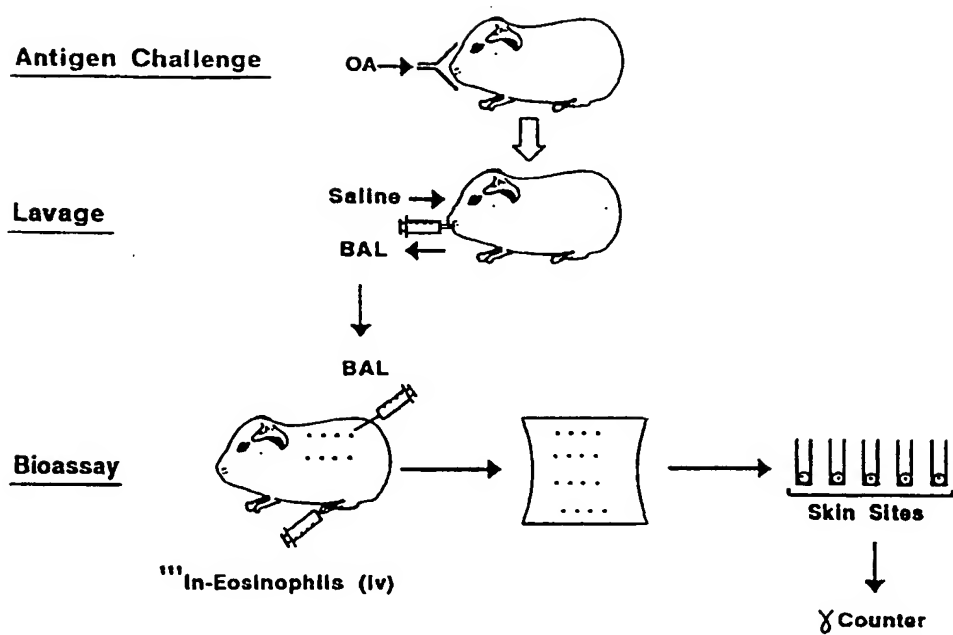 Antigen Challenge
OA
Saline
Lavage
BAL
BAL
Bioassay
Skin Sites
¹¹¹In-Eosinophils (iv)
γ Counter